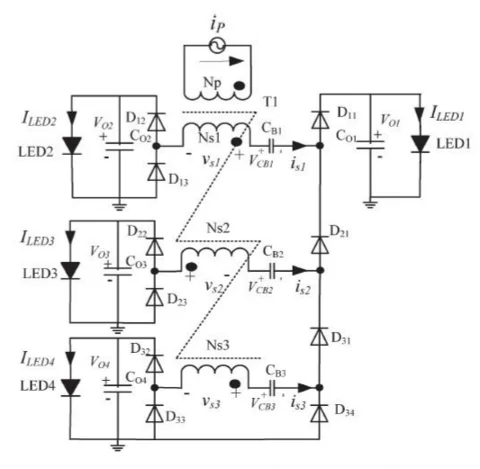 iP
Np
T1
ILED2
VO2
+
-
CO2
D12
D13
LED2
Ns1
-
vs1
+
VCB1
+
-
CB1
is1
D11
CO1
VO1
+
-
ILED1
LED1
ILED3
VO3
+
-
CO3
D22
D23
LED3
Ns2
+
vs2
-
VCB2
+
-
CB2
is2
D21
D31
ILED4
VO4
+
-
CO4
D32
D33
LED4
Ns3
-
vs3
+
VCB3
+
-
CB3
is3
D34